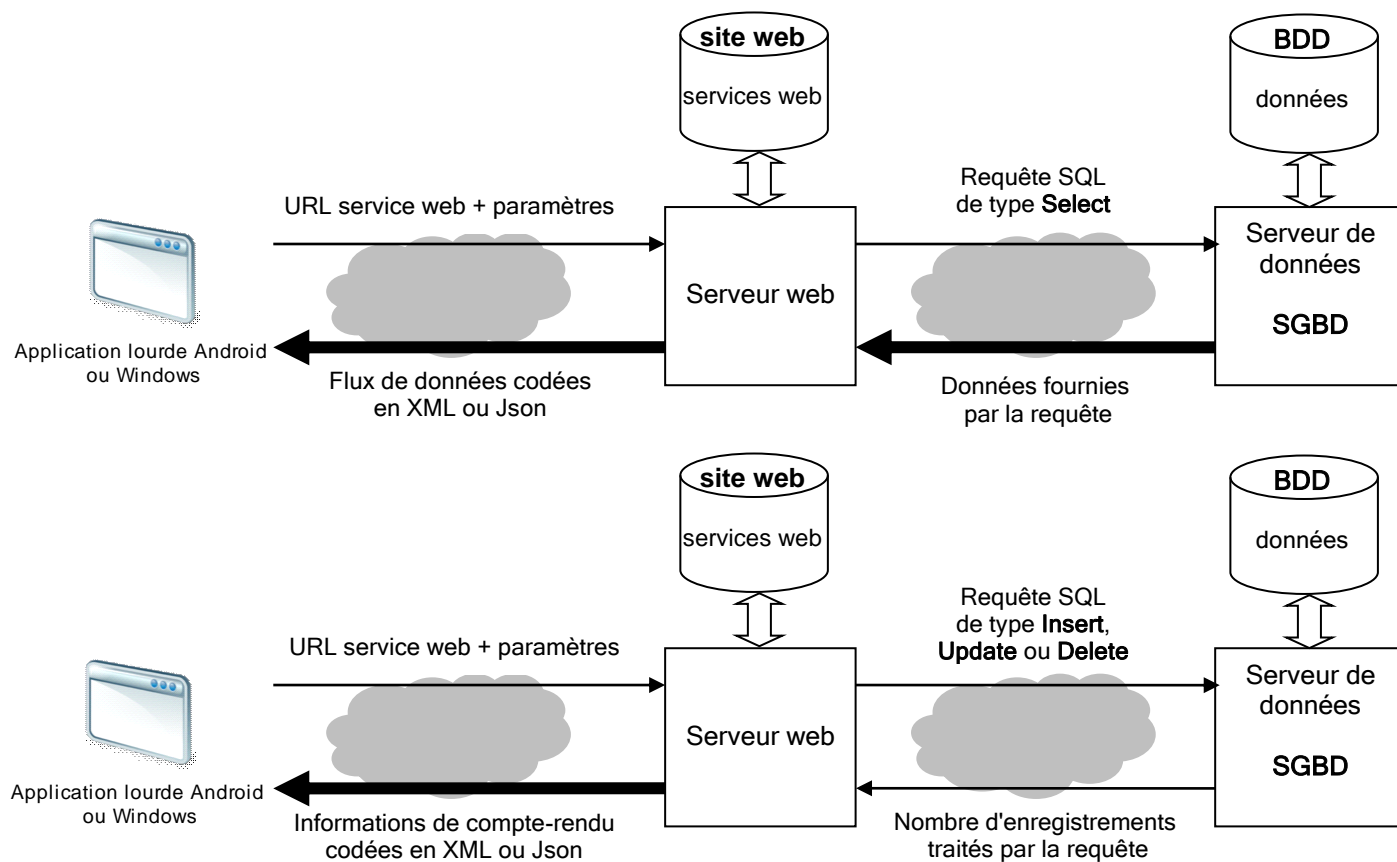 site web
services web
BDD
données
URL service web + paramètres
Requête SQL
de type Select
Serveur web
Serveur de
données
SGBD
Application lourde Android
ou Windows
Flux de données codées
en XML ou Json
Données fournies
par la requête
site web
services web
BDD
données
URL service web + paramètres
Requête SQL
de type Insert,
Update ou Delete
Serveur web
Serveur de
données
SGBD
Application lourde Android
ou Windows
Informations de compte-rendu
codées en XML ou Json
Nombre d'enregistrements
traités par la requête